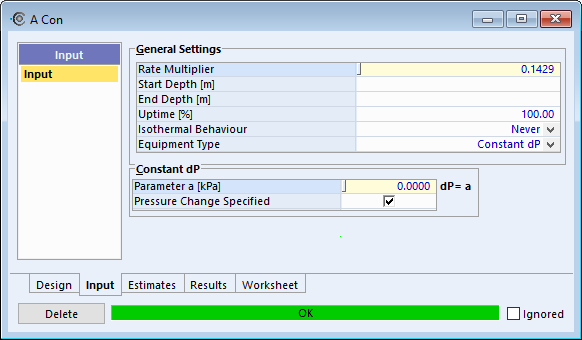 A Con
Input
Input
General Settings
Rate Multiplier 0.1429
Start Depth [m]
End Depth [m]
Uptime [%] 100.00
Isothermal Behaviour Never
Equipment Type Constant dP
Constant dP
Parameter a [kPa] 0.0000 dP= a
Pressure Change Specified
Design Input Estimates Results Worksheet
Delete OK Ignored